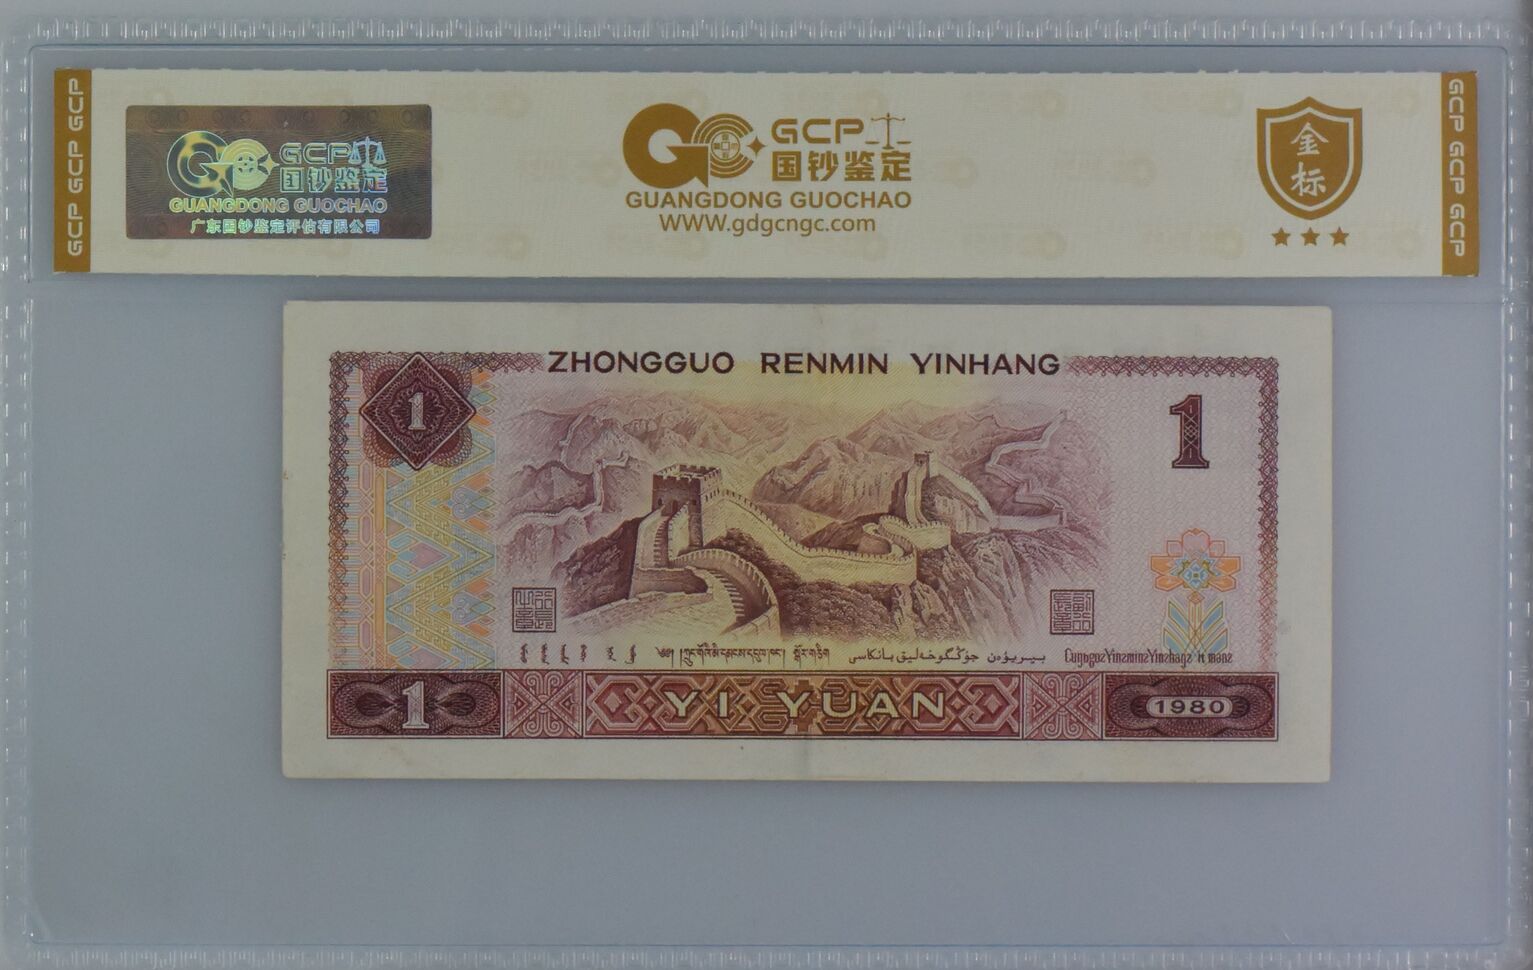 GCP GCP GCP
GCP
国钞鉴定
GUANGDONG GUOCHAO
广东国钞鉴定评估有限公司
GCP
国钞鉴定
GUANGDONG GUOCHAO
WWW.gdgcngc.com
金标
GCP GCP GCP
ZHONGGUO RENMIN YINHANG
1
1
YI YUAN
1
1980